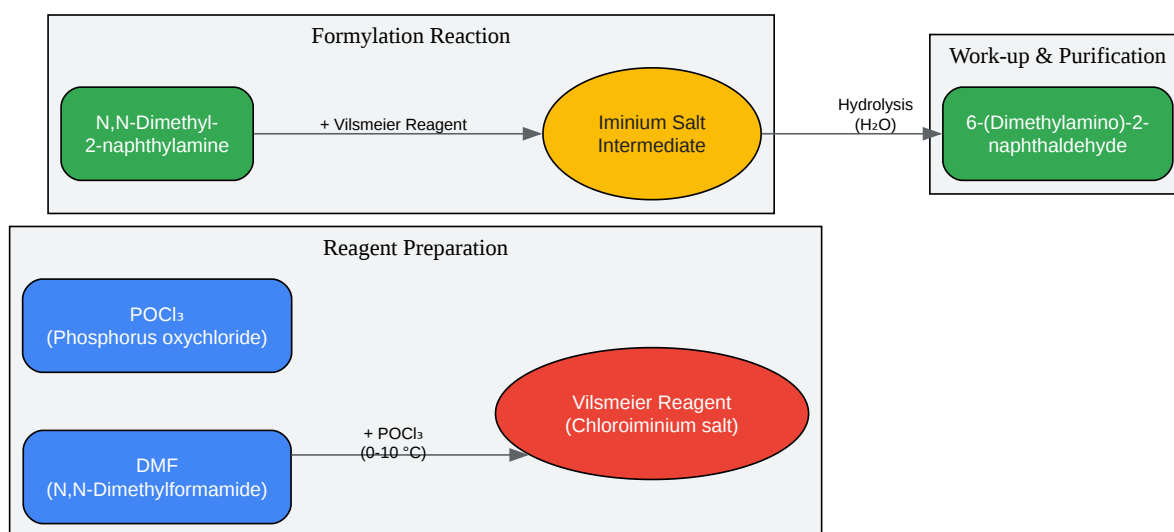 Formylation Reaction
N,N-Dimethyl-
2-naphthylamine
+ Vilsmeier Reagent
Iminium Salt
Intermediate
Hydrolysis
(H₂O)
Work-up & Purification
6-(Dimethylamino)-2-
naphthaldehyde
Reagent Preparation
POCl₃
(Phosphorus oxychloride)
DMF
(N,N-Dimethylformamide)
+ POCl₃
(0-10 °C)
Vilsmeier Reagent
(Chloroiminium salt)